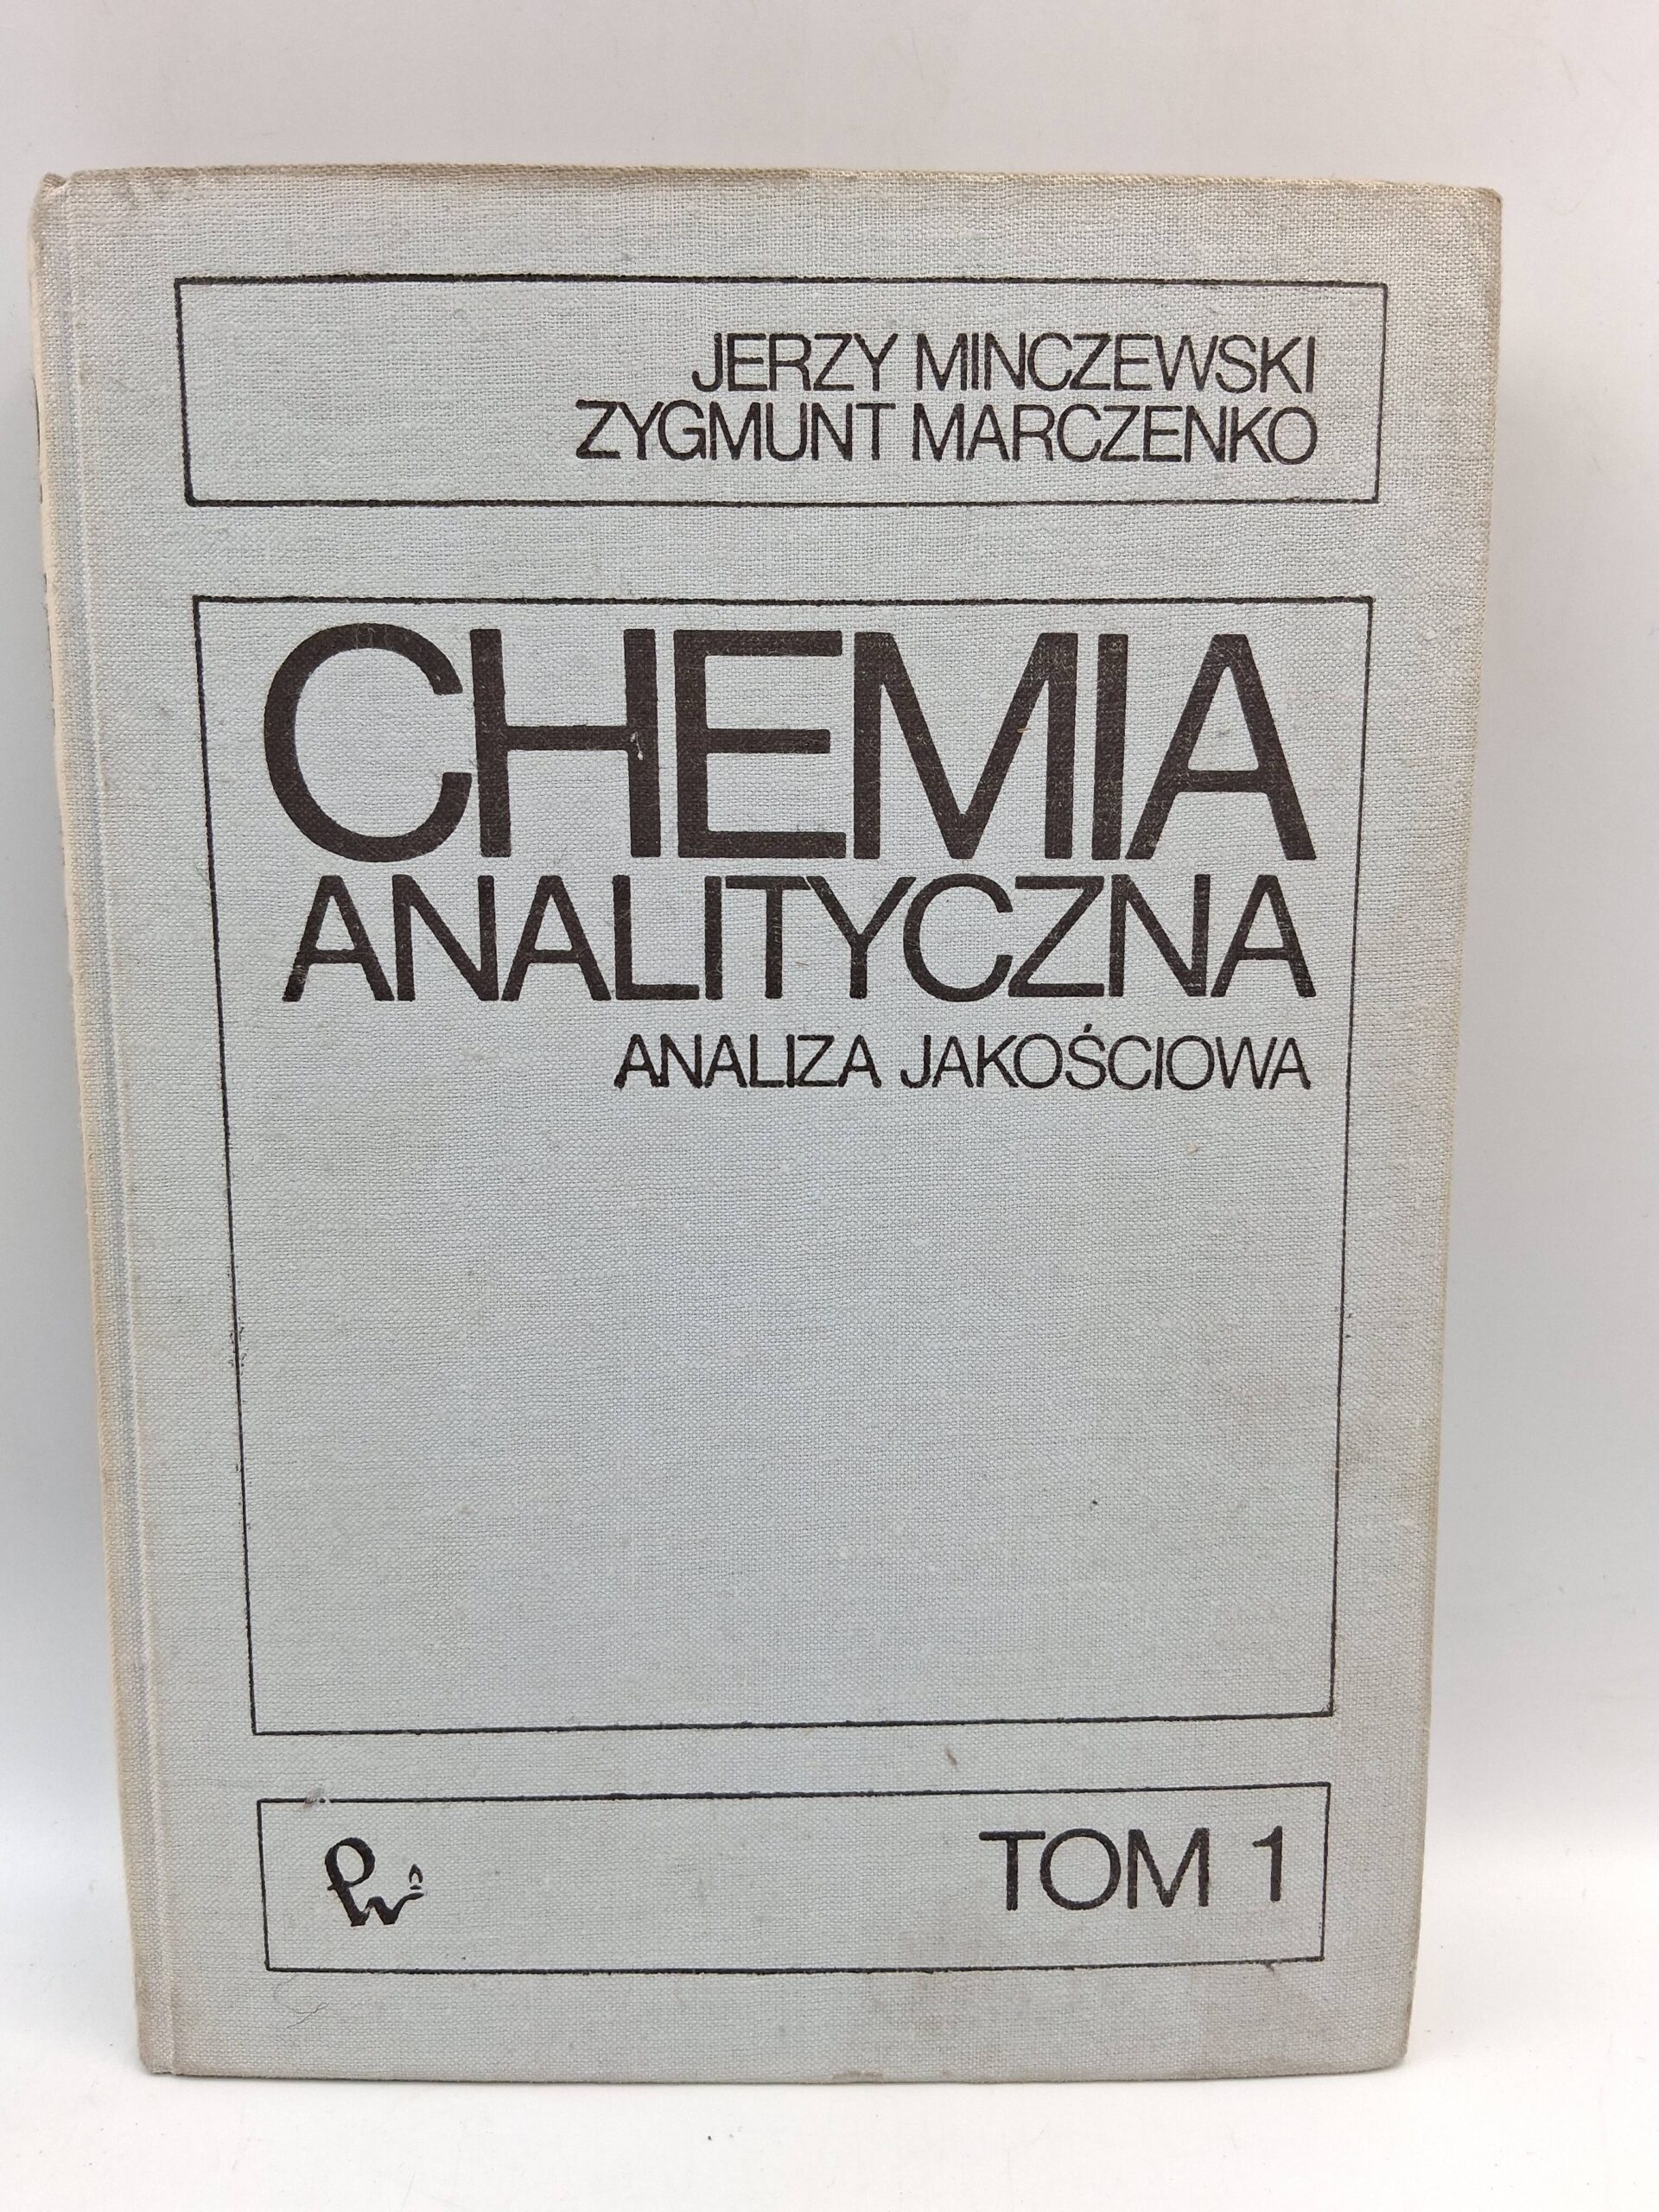 JERZY MINCZEWSKI
ZYGMUNT MARCZENKO
CHEMIA
ANALITYCZNA
ANALIZA JAKOŚCIOWA
TOM 1